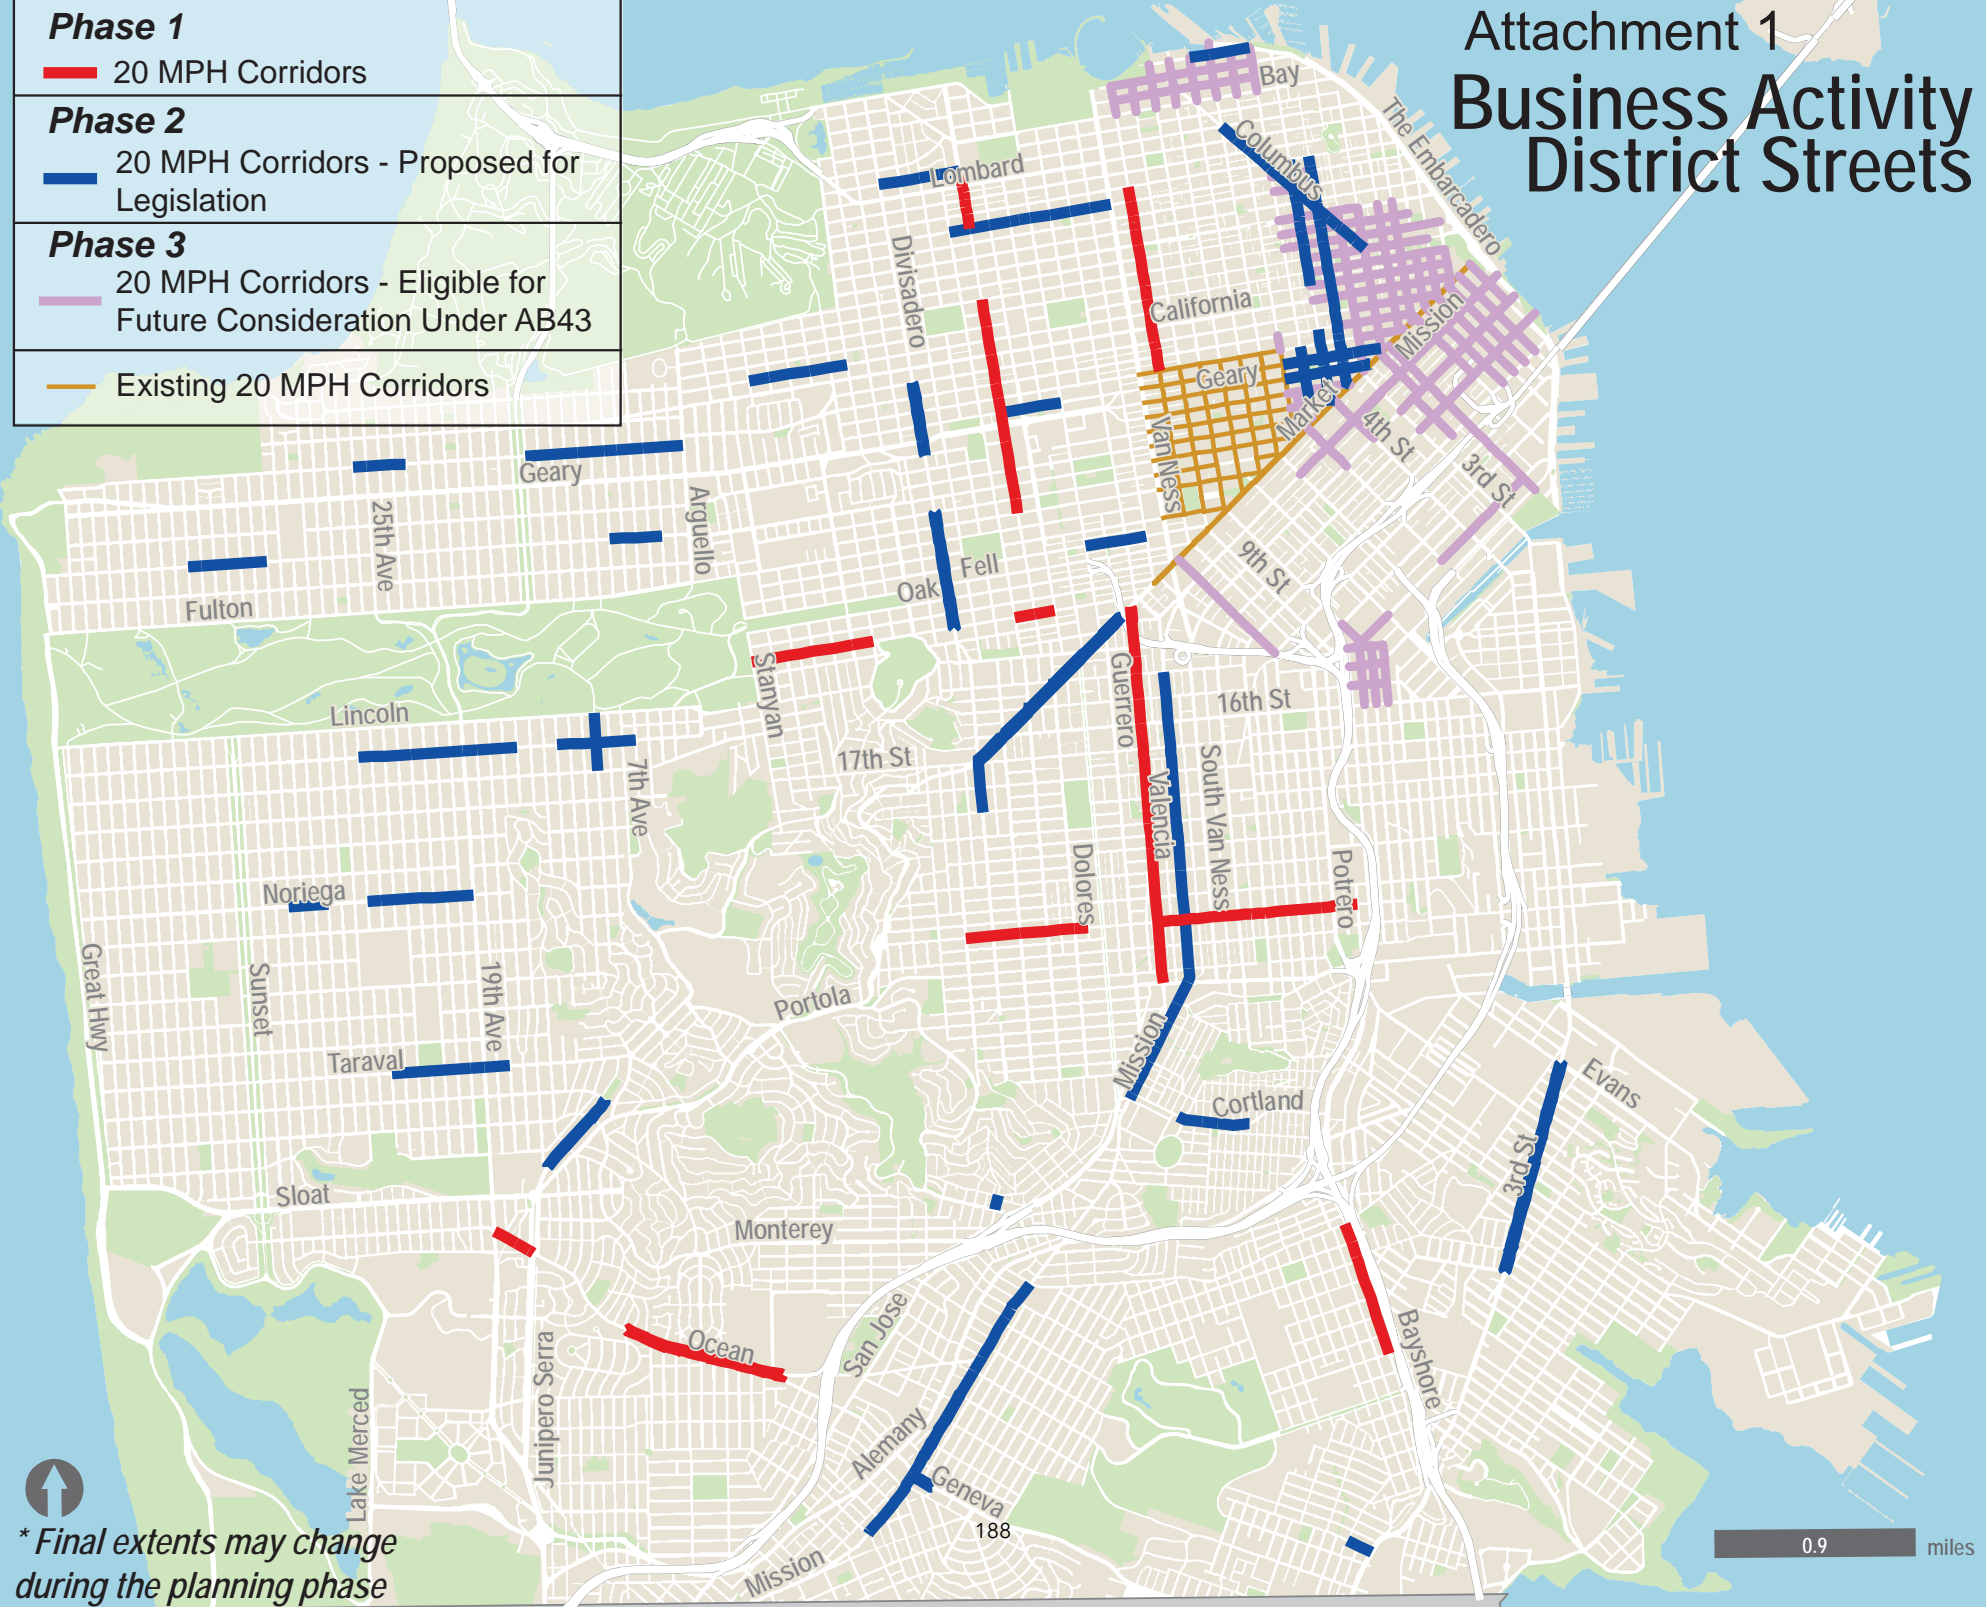 Phase 1
20 MPH Corridors
Phase 2
20 MPH Corridors - Proposed for
Legislation
Phase 3
20 MPH Corridors - Eligible for
Future Consideration Under AB43
Existing 20 MPH Corridors
Attachment 1
Business Activity
District Streets
Bay
The Embarcadero
Columbus
Lombard
Divisadero
California
Mission
Geary
Market
Van Ness
4th St
3rd St
Geary
25th Ave
Arguello
9th St
Fell
Oak
Fulton
Stanyan
Guerrero
16th St
Lincoln
17th St
7th Ave
Valencia
South Van Ness
Dolores
Potrero
Noriega
Great Hwy
Sunset
19th Ave
Portola
Mission
Taraval
Cortland
Evans
3rd St
Sloat
Monterey
San Jose
Ocean
Bayshore
Juniperro Serra
Lake Merced
Alemany
Geneva
Mission
188
* Final extents may change
during the planning phase
0.9
miles